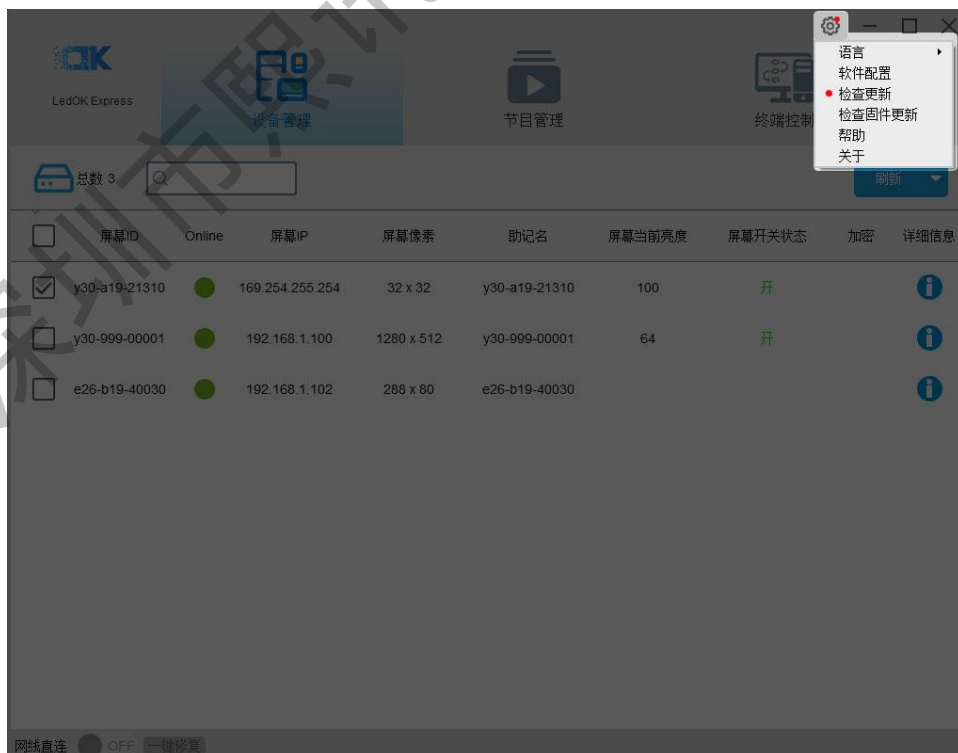 语言
软件配置
检查更新
检查固件更新
帮助
关于
LedOK Express
设备管理
节目管理
终端控制
总数 3
刷新
屏幕ID Online 屏幕IP 屏幕像素 助记名 屏幕当前亮度 屏幕开关状态 加密 详细信息
y30-a19-21310 169.254.255.254 32 x 32 y30-a19-21310 100 开
y30-999-00001 192.168.1.100 1280 x 512 y30-999-00001 64 开
e26-b19-40030 192.168.1.102 288 x 80 e26-b19-40030
网线直连 OFF 一键修复
深圳市熙讯